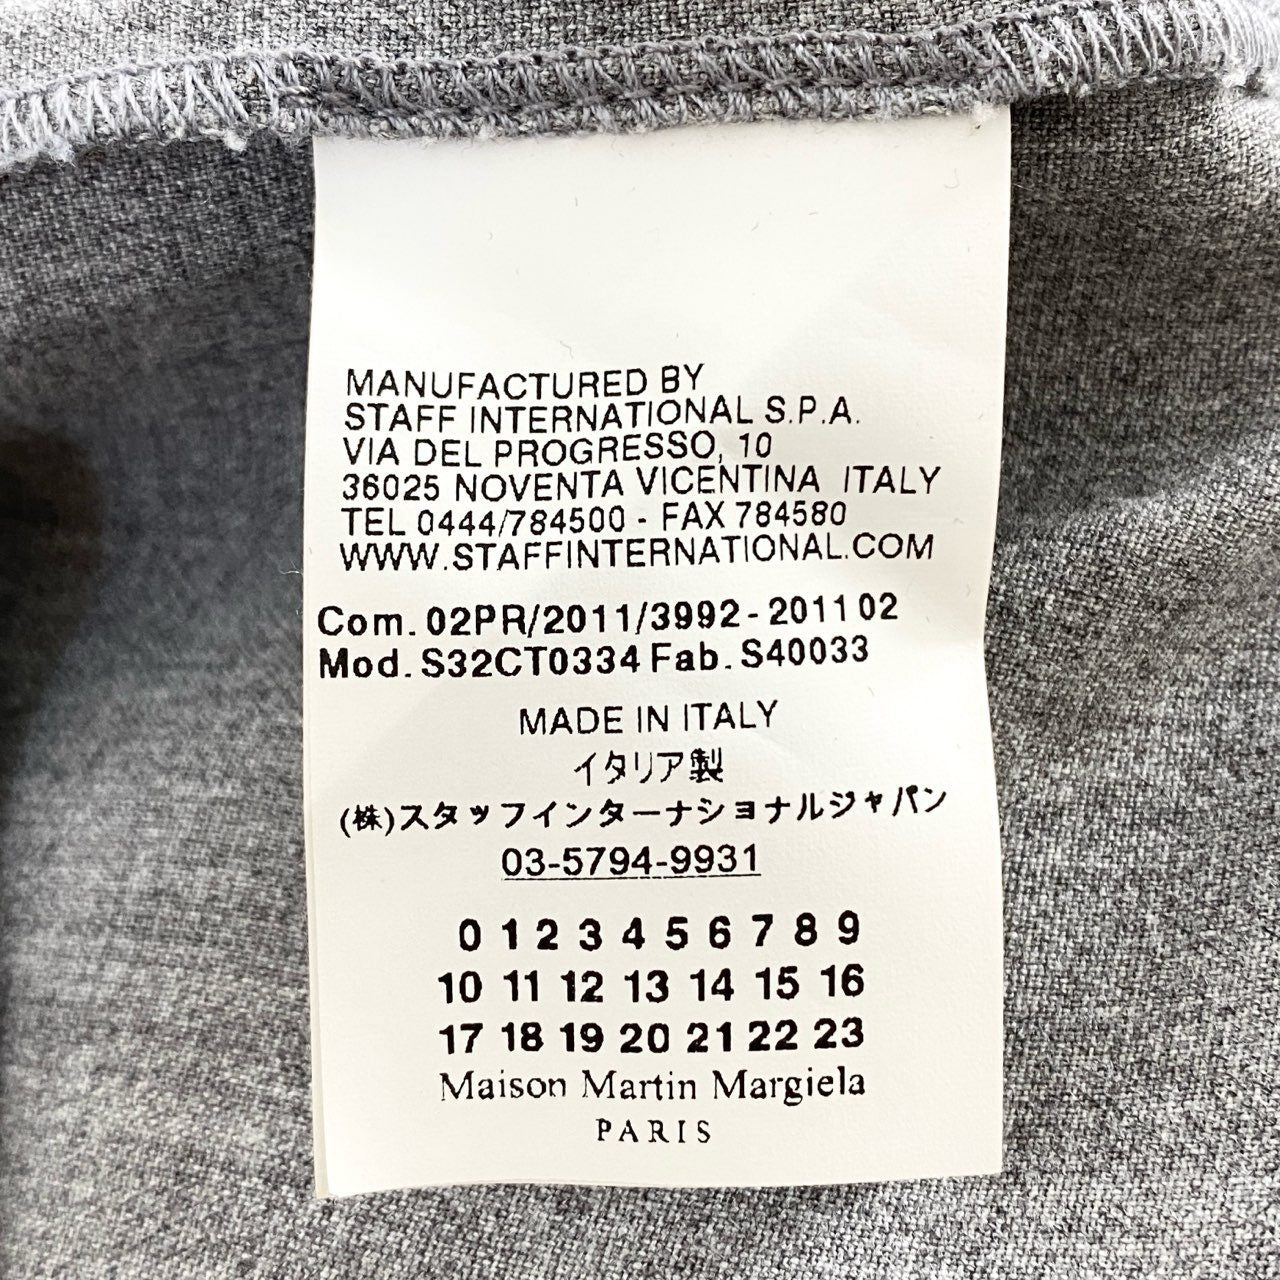 MANUFACTURED BY
STAFF INTERNATIONAL S.P.A.
VIA DEL PROGRESSO, 10
36025 NOVENTA VICENTINA ITALY
TEL 0444/784500 - FAX 784580
WWW.STAFFINTERNATIONAL.COM
Com. 02PR/2011/3992 - 2011 02
Mod. S32CT0334 Fab. S40033
MADE IN ITALY
イタリア製
(株)スタッフインターナショナルジャパン
03-5794-9931
0 1 2 3 4 5 6 7 8 9
10 11 12 13 14 15 16
17 18 19 20 21 22 23
Maison Martin Margiela
PARIS